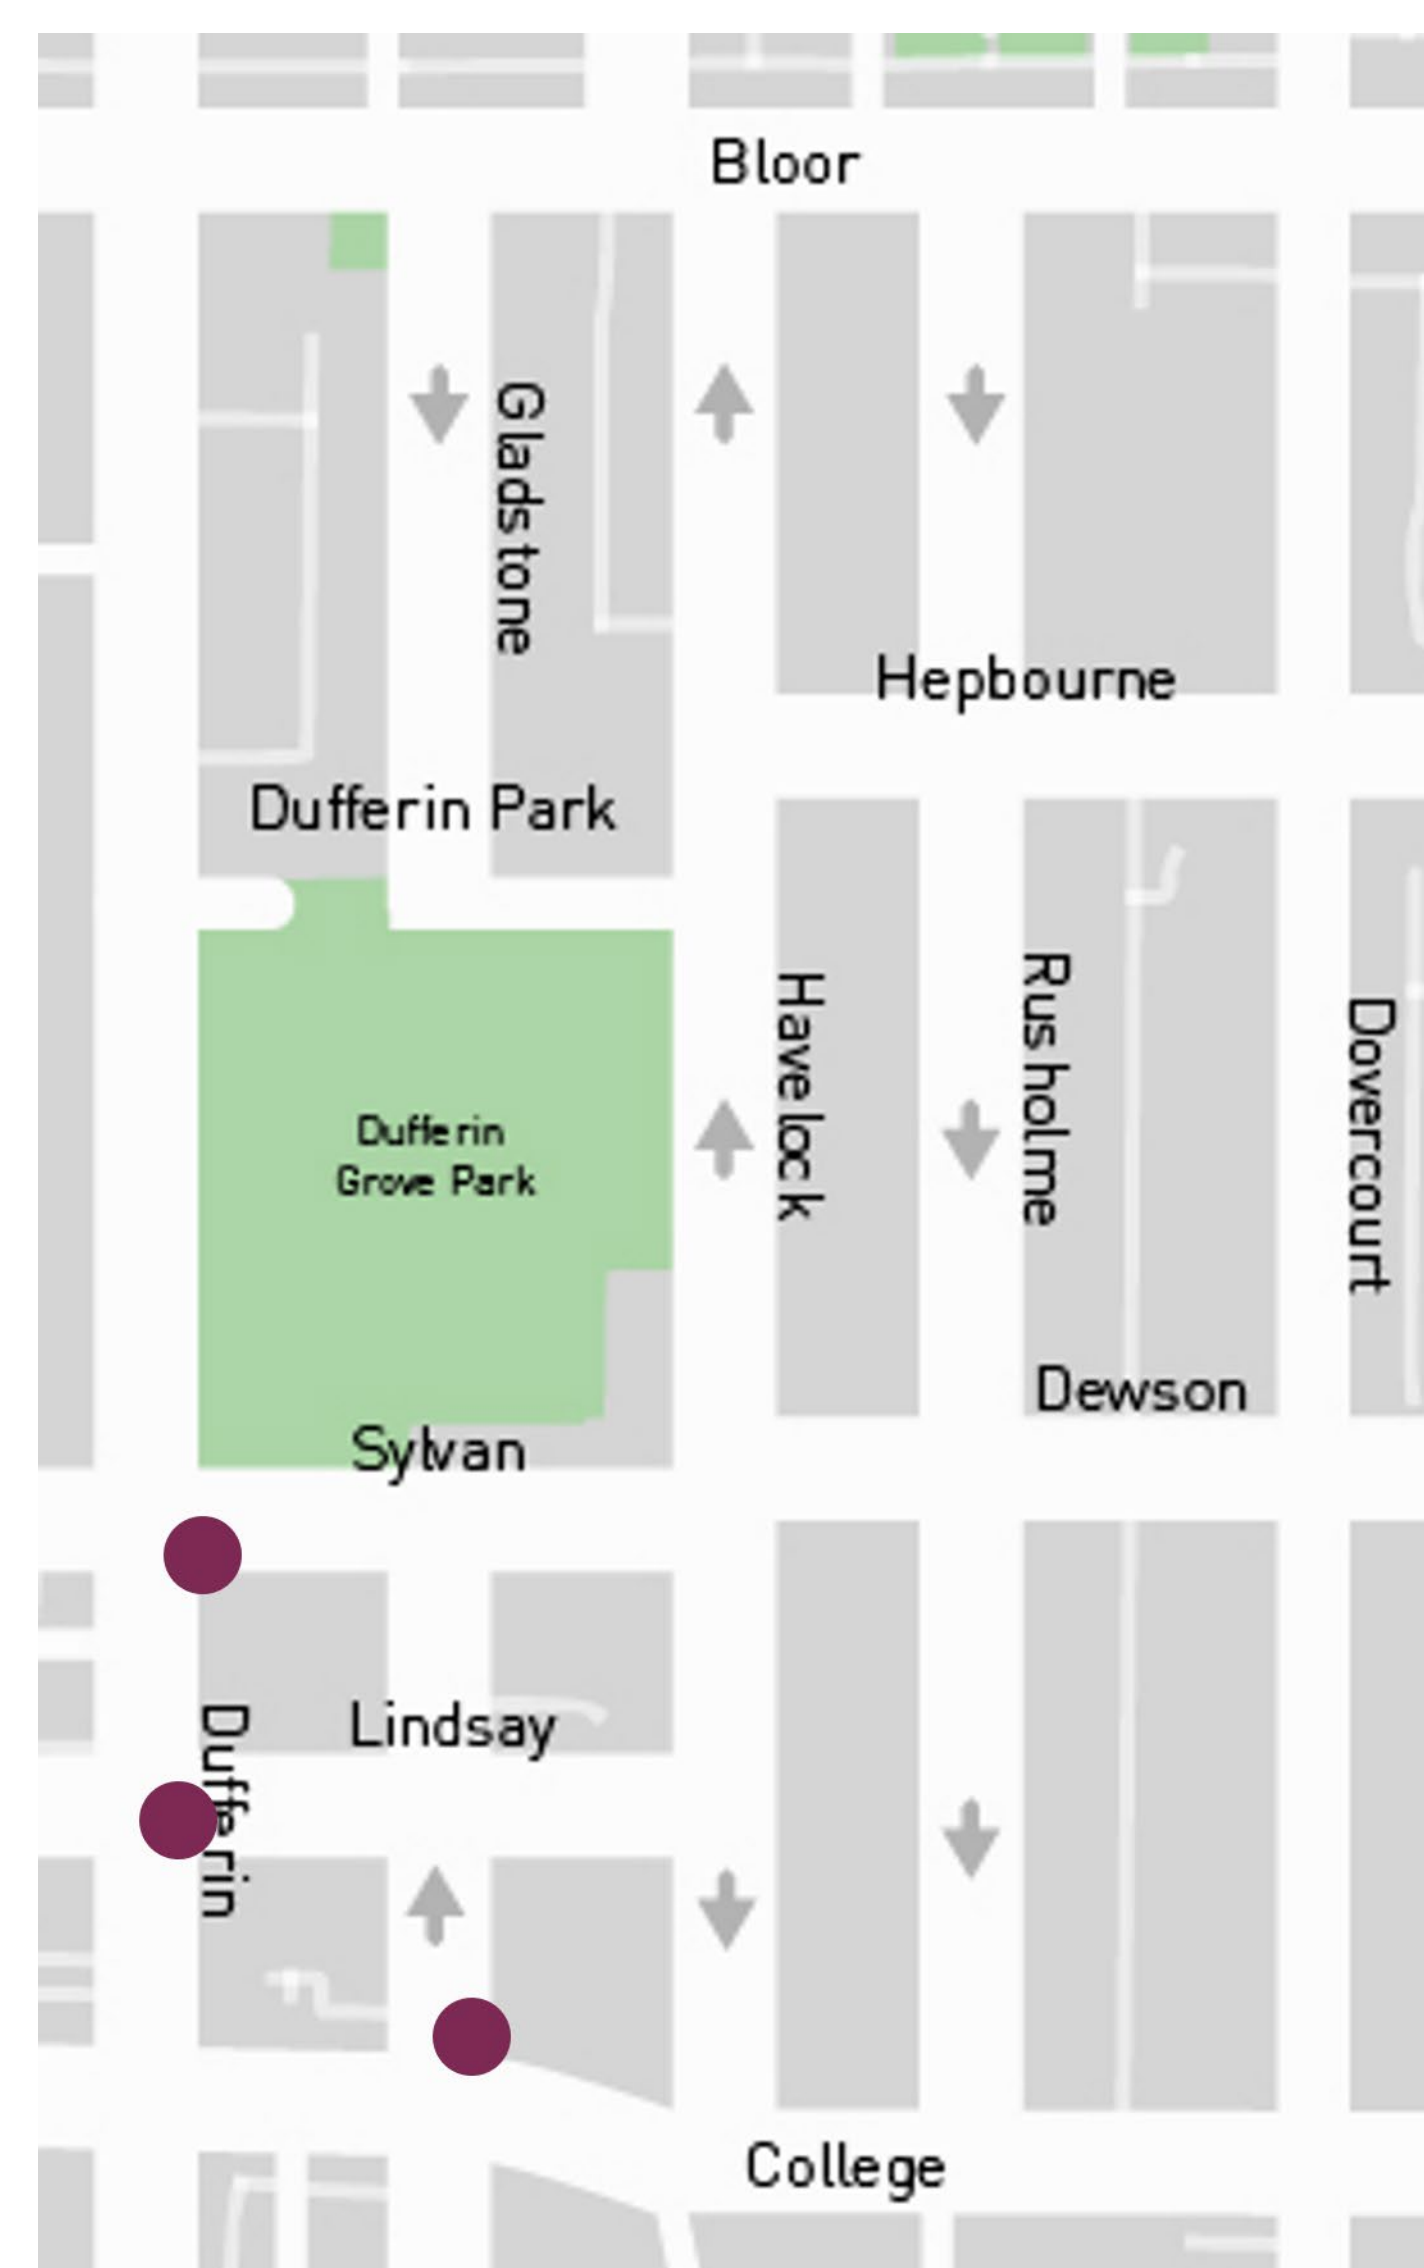 Bloor
Gladstone
Hepbourne
Dufferin Park
Havelock
Rusholme
Dovercourt
Dufferin
Grove Park
Dewson
Sylvan
Lindsay
Dufferin
College